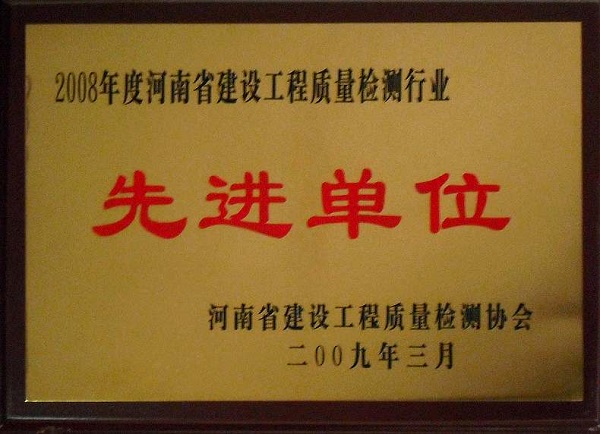 2008年度河南省建设工程质量检测行业
先进单位
河南省建设工程质量检测协会
二00九年三月